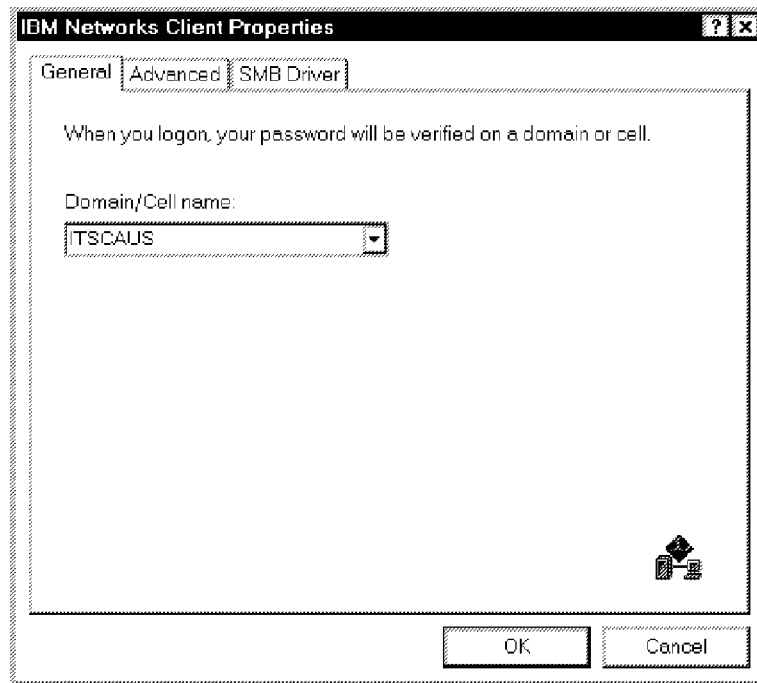 IBM Networks Client Properties
General Advanced SMB Driver
When you logon, your password will be verified on a domain or cell.
Domain/Cell name:
ITSCAUS
OK Cancel